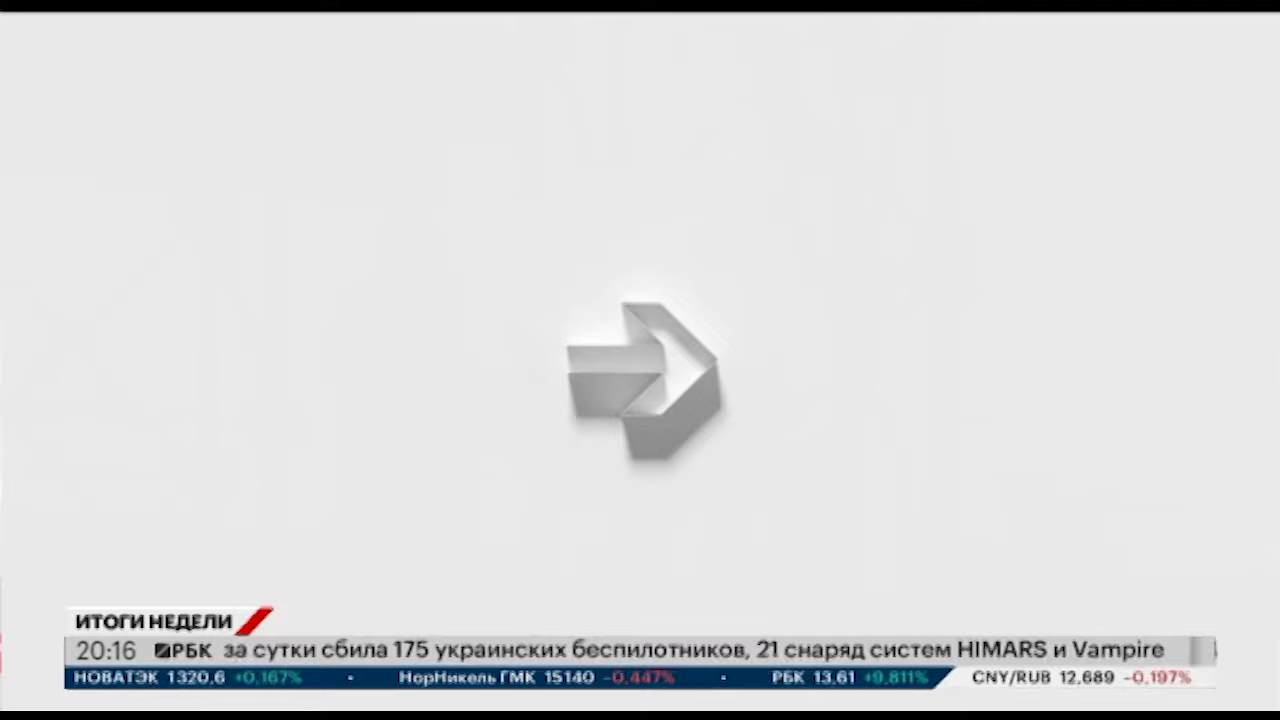 ИТОГИ НЕДЕЛИ
20:16 РБК за сутки сбила 175 украинских беспилотников, 21 снаряд систем HIMARS и Vampire
НОВАТЭК 1320,6 +0,167% · НорНикель ГМК 15140 -0,447% · РБК 13,61 +9,811% CNY/RUB 12,689 -0,197%